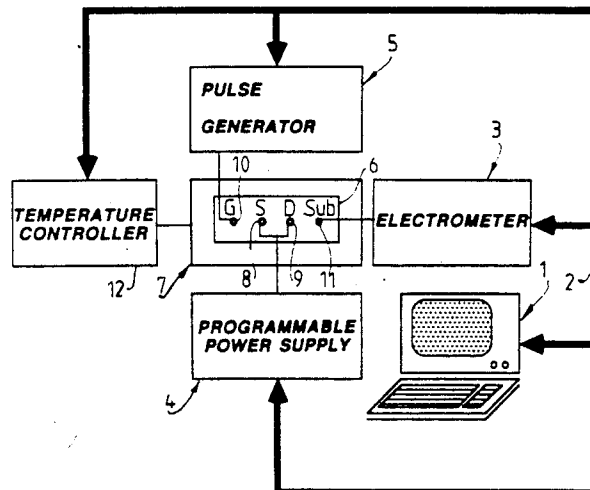 5
PULSE
GENERATOR
3
10
6
G S D Sub
TEMPERATURE
CONTROLLER
ELECTROMETER
12
7
8
9
11
1
2
PROGRAMMABLE
POWER SUPPLY
4